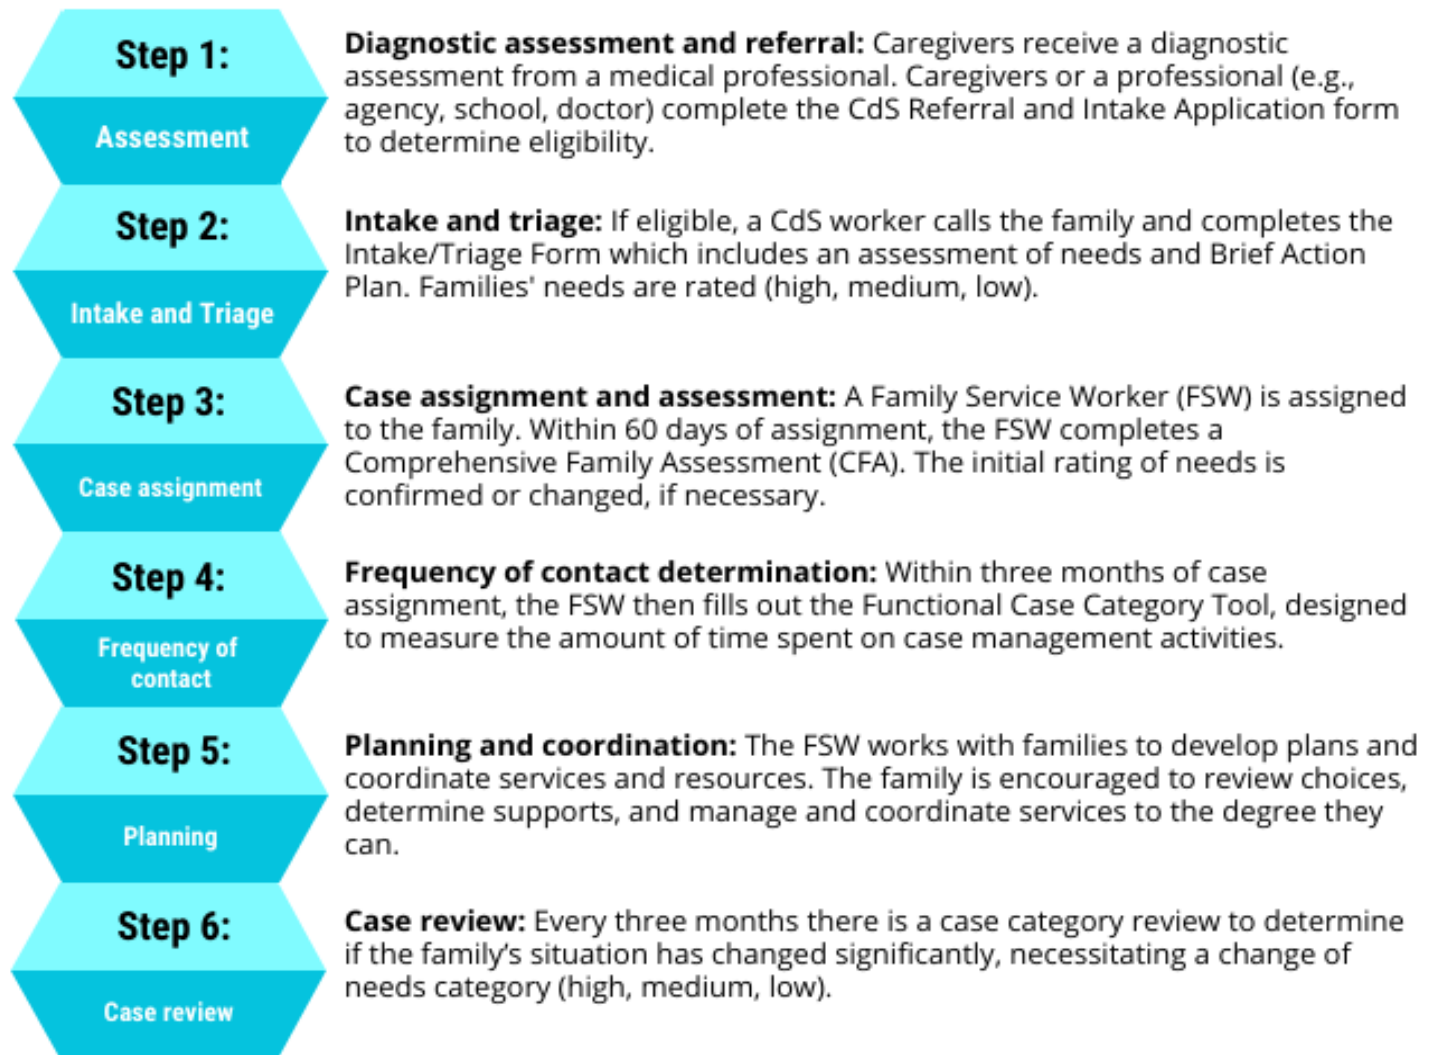 Step 1:
Assessment
Diagnostic assessment and referral: Caregivers receive a diagnostic
assessment from a medical professional. Caregivers or a professional (e.g.,
agency, school, doctor) complete the CdS Referral and Intake Application form
to determine eligibility.
Step 2:
Intake and Triage
Intake and triage: If eligible, a CdS worker calls the family and completes the
Intake/Triage Form which includes an assessment of needs and Brief Action
Plan. Families' needs are rated (high, medium, low).
Step 3:
Case assignment
Case assignment and assessment: A Family Service Worker (FSW) is assigned
to the family. Within 60 days of assignment, the FSW completes a
Comprehensive Family Assessment (CFA). The initial rating of needs is
confirmed or changed, if necessary.
Step 4:
Frequency of
contact
Frequency of contact determination: Within three months of case
assignment, the FSW then fills out the Functional Case Category Tool, designed
to measure the amount of time spent on case management activities.
Step 5:
Planning
Planning and coordination: The FSW works with families to develop plans and
coordinate services and resources. The family is encouraged to review choices,
determine supports, and manage and coordinate services to the degree they
can.
Step 6:
Case review
Case review: Every three months there is a case category review to determine
if the family’s situation has changed significantly, necessitating a change of
needs category (high, medium, low).